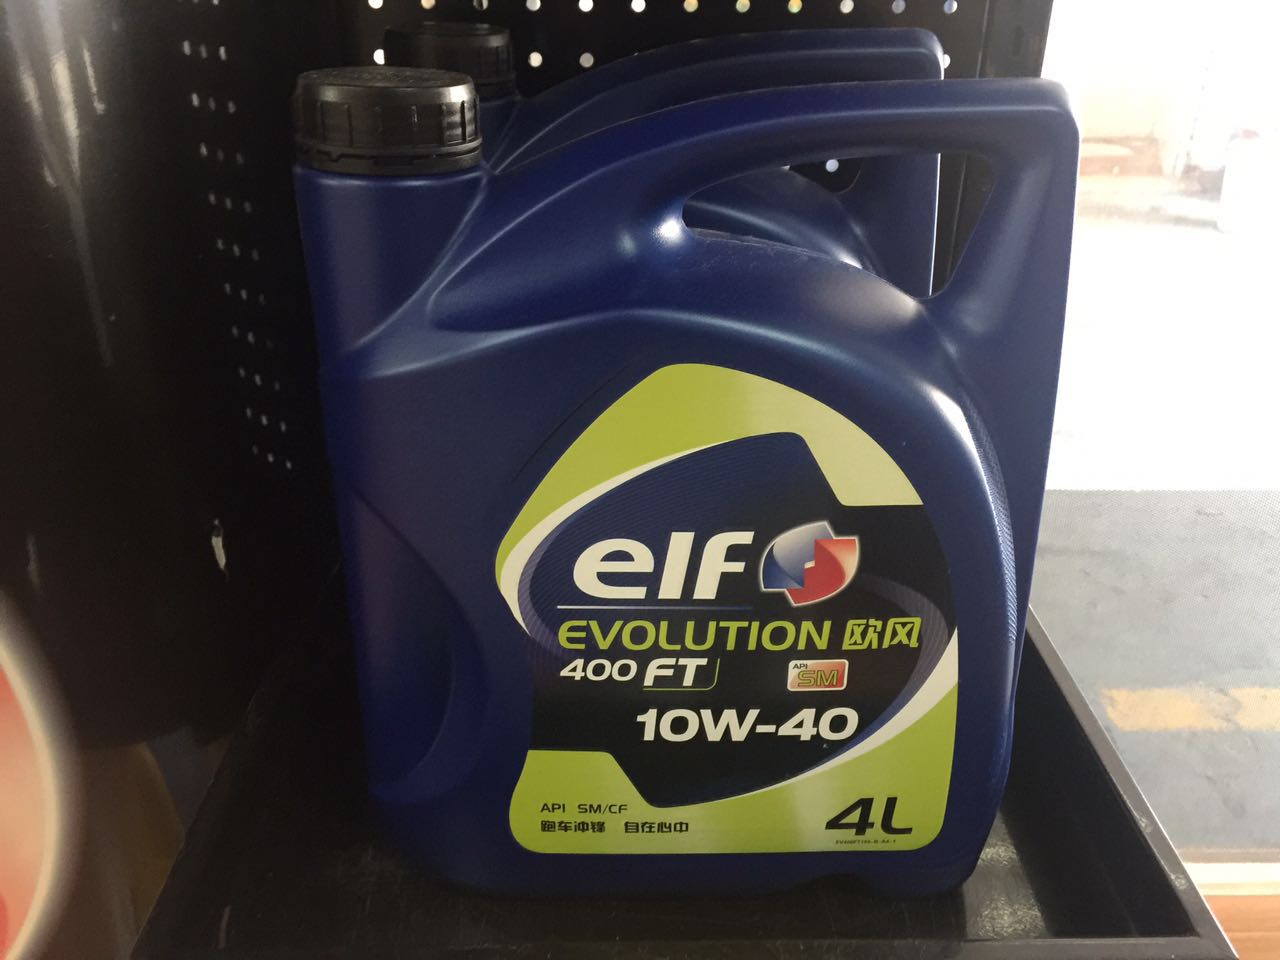 elf
EVOLUTION 欧风
400 FT API SM
10W-40
API SM/CF
跑车冲锋 自在心中
4L